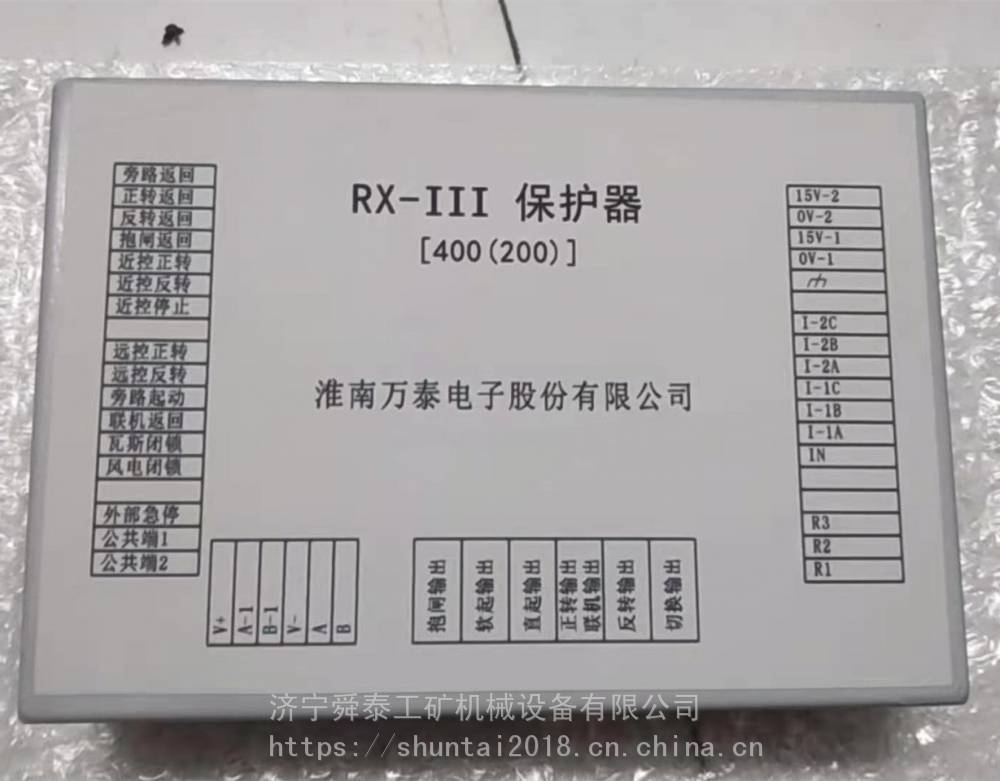 RX-III 保护器
[400(200)]
淮南万泰电子股份有限公司
旁路返回
正转返回
反转返回
抱闸返回
近控正转
近控反转
近控停止
远控正转
远控反转
旁路起动
联机返回
瓦斯闭锁
风电闭锁
外部急停
公共端1
公共端2
V+
A-1
B-1
V-
A
B
抱闸输出
软起输出
直起输出
正转输出
联机输出
反转输出
切换输出
15V-2
0V-2
15V-1
0V-1
I-2C
I-2B
I-2A
I-1C
I-1B
I-1A
IN
R3
R2
R1
济宁舜泰工矿机械设备有限公司
https://shuntai2018.cn.china.cn